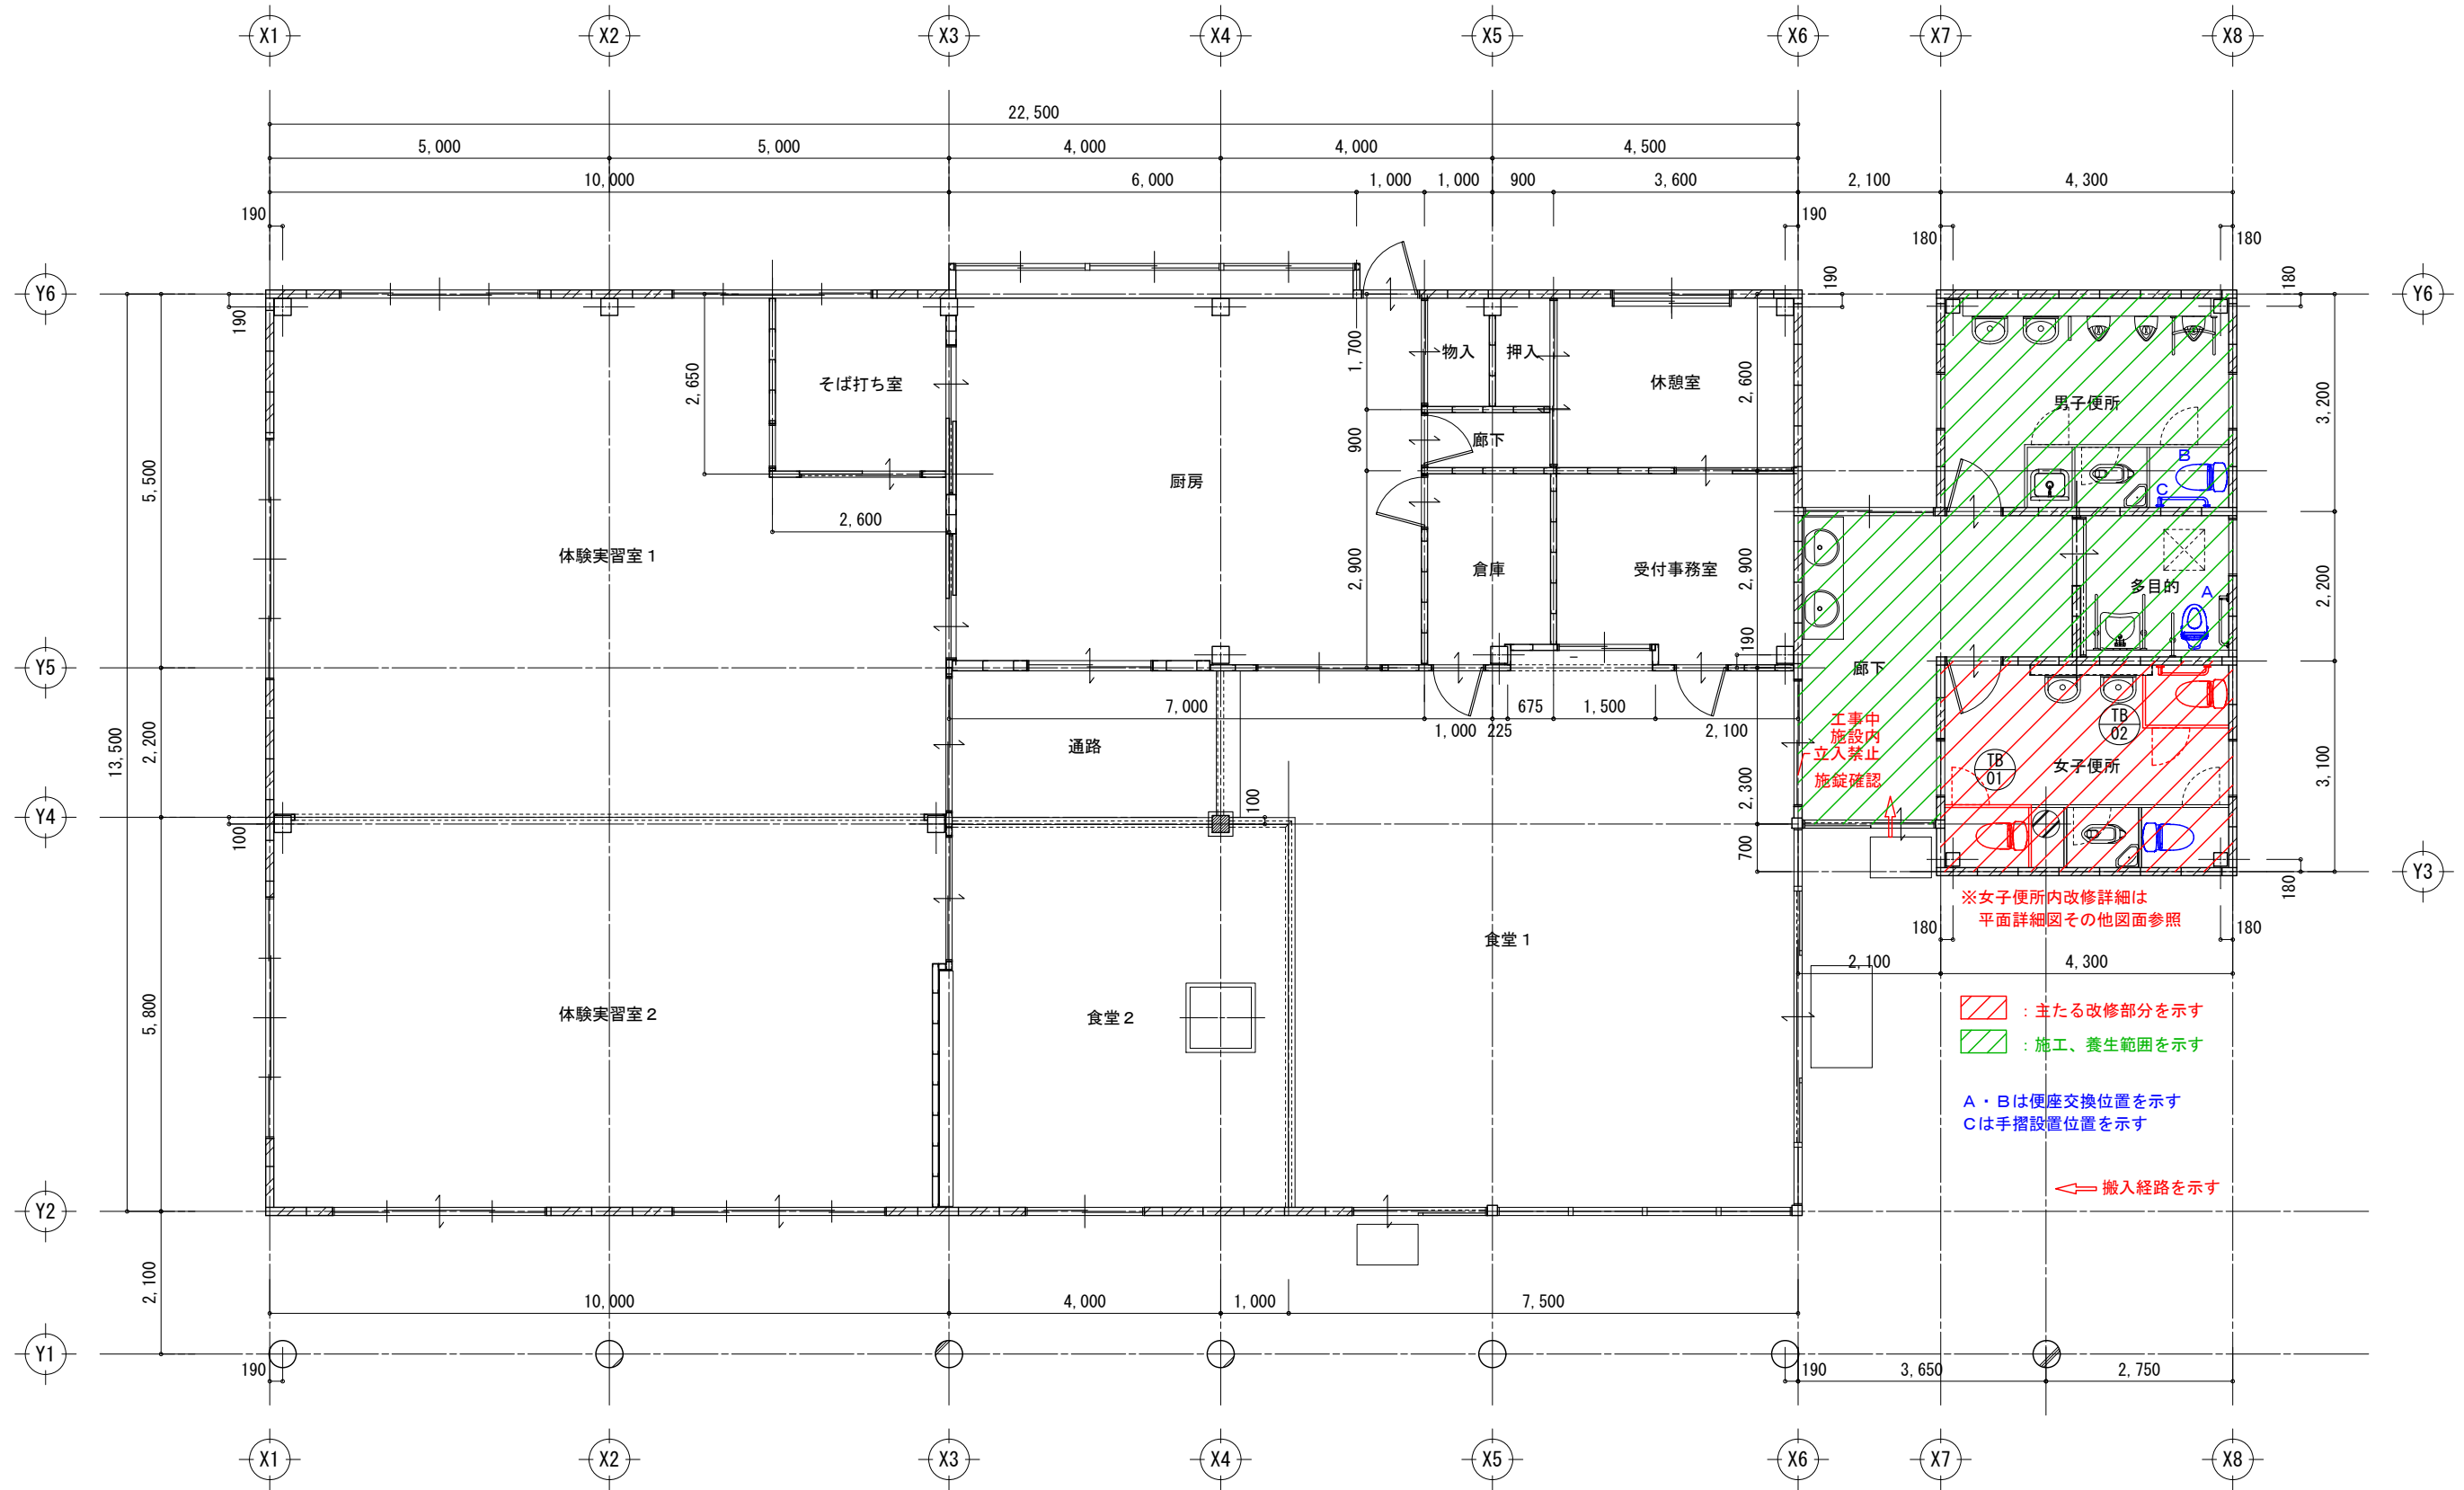 X1 X2 X3 X4 X5 X6 X7 X8
22,500
5,000 5,000 4,000 4,000 4,500
10,000 6,000 1,000 1,000 900 3,600 2,100 4,300
190 190
180 180
Y6 Y6
190 190 180
2,650
そば打ち室
1,700
物入 押入
休憩室
2,600
男子便所
3,200
900
廊下
5,500
厨房
B
C
2,600
体験実習室1
2,900
倉庫
受付事務室
2,900
多目的
A
2,200
190
Y5
廊下
7,000
675 1,500
1,000 225
2,100
通路
工事中
施設内
立入禁止
施錠確認
TB
02
TB
01
女子便所
13,500
2,200
2,300
3,100
100
Y4
100
700
Y3
180
※女子便所内改修詳細は
平面詳細図その他図面参照
180 180
食堂1
2,100 4,300
体験実習室2
食堂2
5,800
:主たる改修部分を示す
:施工、養生範囲を示す
A・Bは便座交換位置を示す
Cは手摺設置位置を示す
搬入経路を示す
Y2
2,100
10,000 4,000 1,000 7,500
Y1
190 190 3,650 2,750
X1 X2 X3 X4 X5 X6 X7 X8